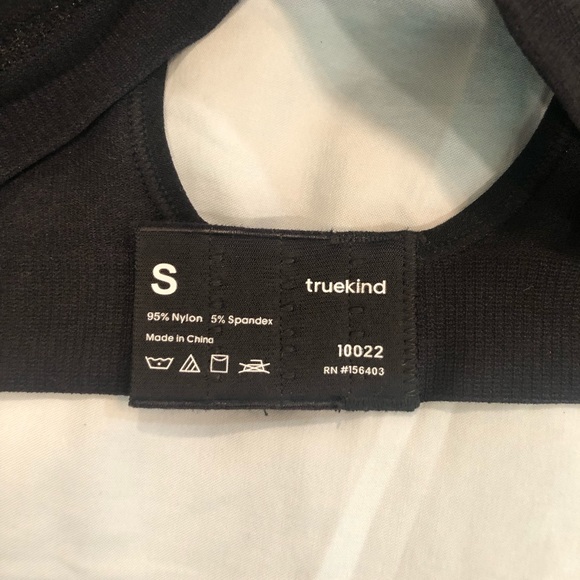 S
truekind
95% Nylon 5% Spandex
Made in China
10022
RN #156403